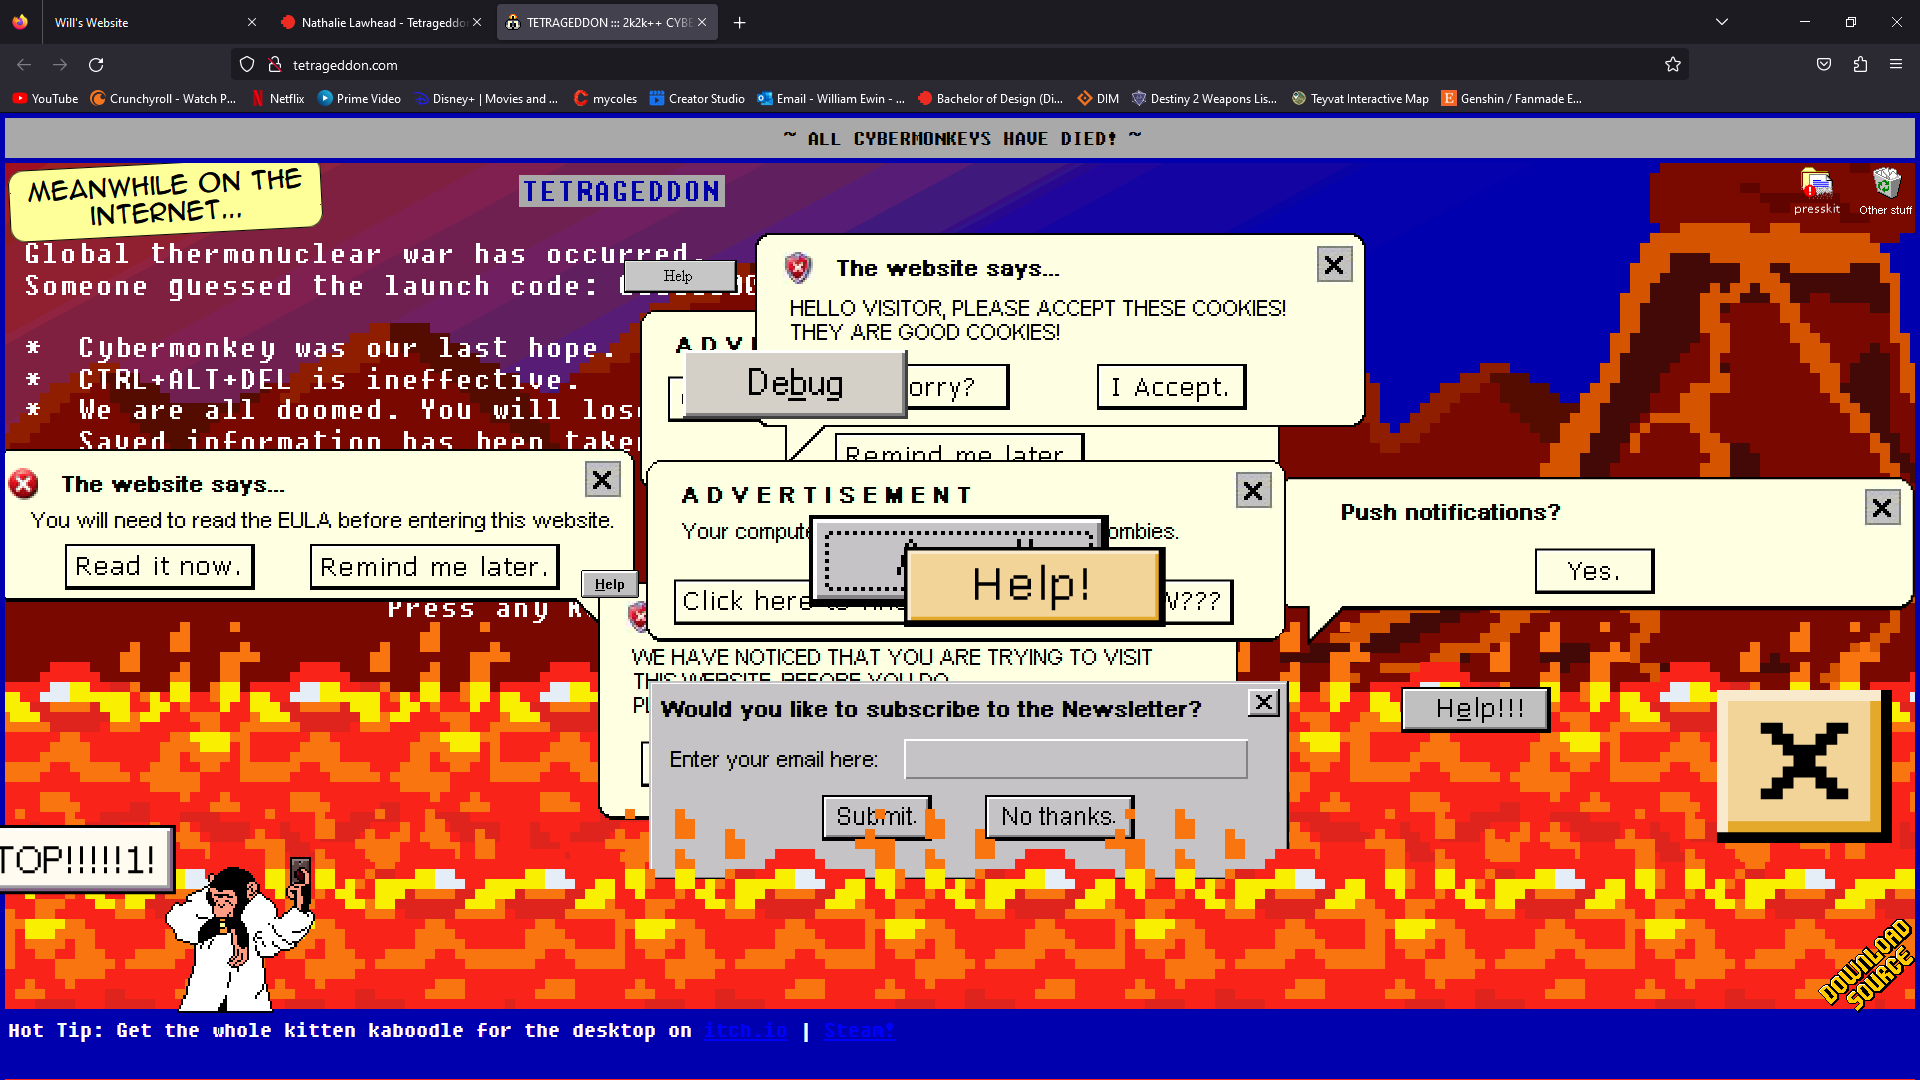 Will's Website
Nathalie Lawhead - Tetrageddo
TETRAGEDDON ::: 2k2k++ CYBE
tetrageddon.com
YouTube
Crunchyroll - Watch P...
Netflix
Prime Video
Disney+ | Movies and ...
mycoles
Creator Studio
Email - William Ewin - ...
Bachelor of Design (Di...
DIM
Destiny 2 Weapons Lis...
Teyvat Interactive Map
Genshin / Fanmade E...
~ ALL CYBERMONKEYS HAVE DIED! ~
MEANWHILE ON THE
INTERNET...
TETRAGEDDON
presskit
Other stuff
Global thermonuclear war has occurred.
Someone guessed the launch code:
Help
* Cybermonkey was our last hope.
* CTRL+ALT+DEL is ineffective.
* We are all doomed. You will los
Saved information has been take
Press any
The website says...
HELLO VISITOR, PLEASE ACCEPT THESE COOKIES!
THEY ARE GOOD COOKIES!
orry?
I Accept.
ADV
Debug
Remind me later
The website says...
You will need to read the EULA before entering this website.
Read it now.
Remind me later.
Help
ADVERTISEMENT
Your compute
ombies.
Click here
???
Help!
Push notifications?
Yes.
WE HAVE NOTICED THAT YOU ARE TRYING TO VISIT
THIS WEBSITE. BEFORE YOU DO
PL
Would you like to subscribe to the Newsletter?
Enter your email here:
Submit.
No thanks.
Help!!!
TOP!!!!!1!
DOWNLOAD
SOURCE
Hot Tip: Get the whole kitten kaboodle for the desktop on itch.io | Steam!